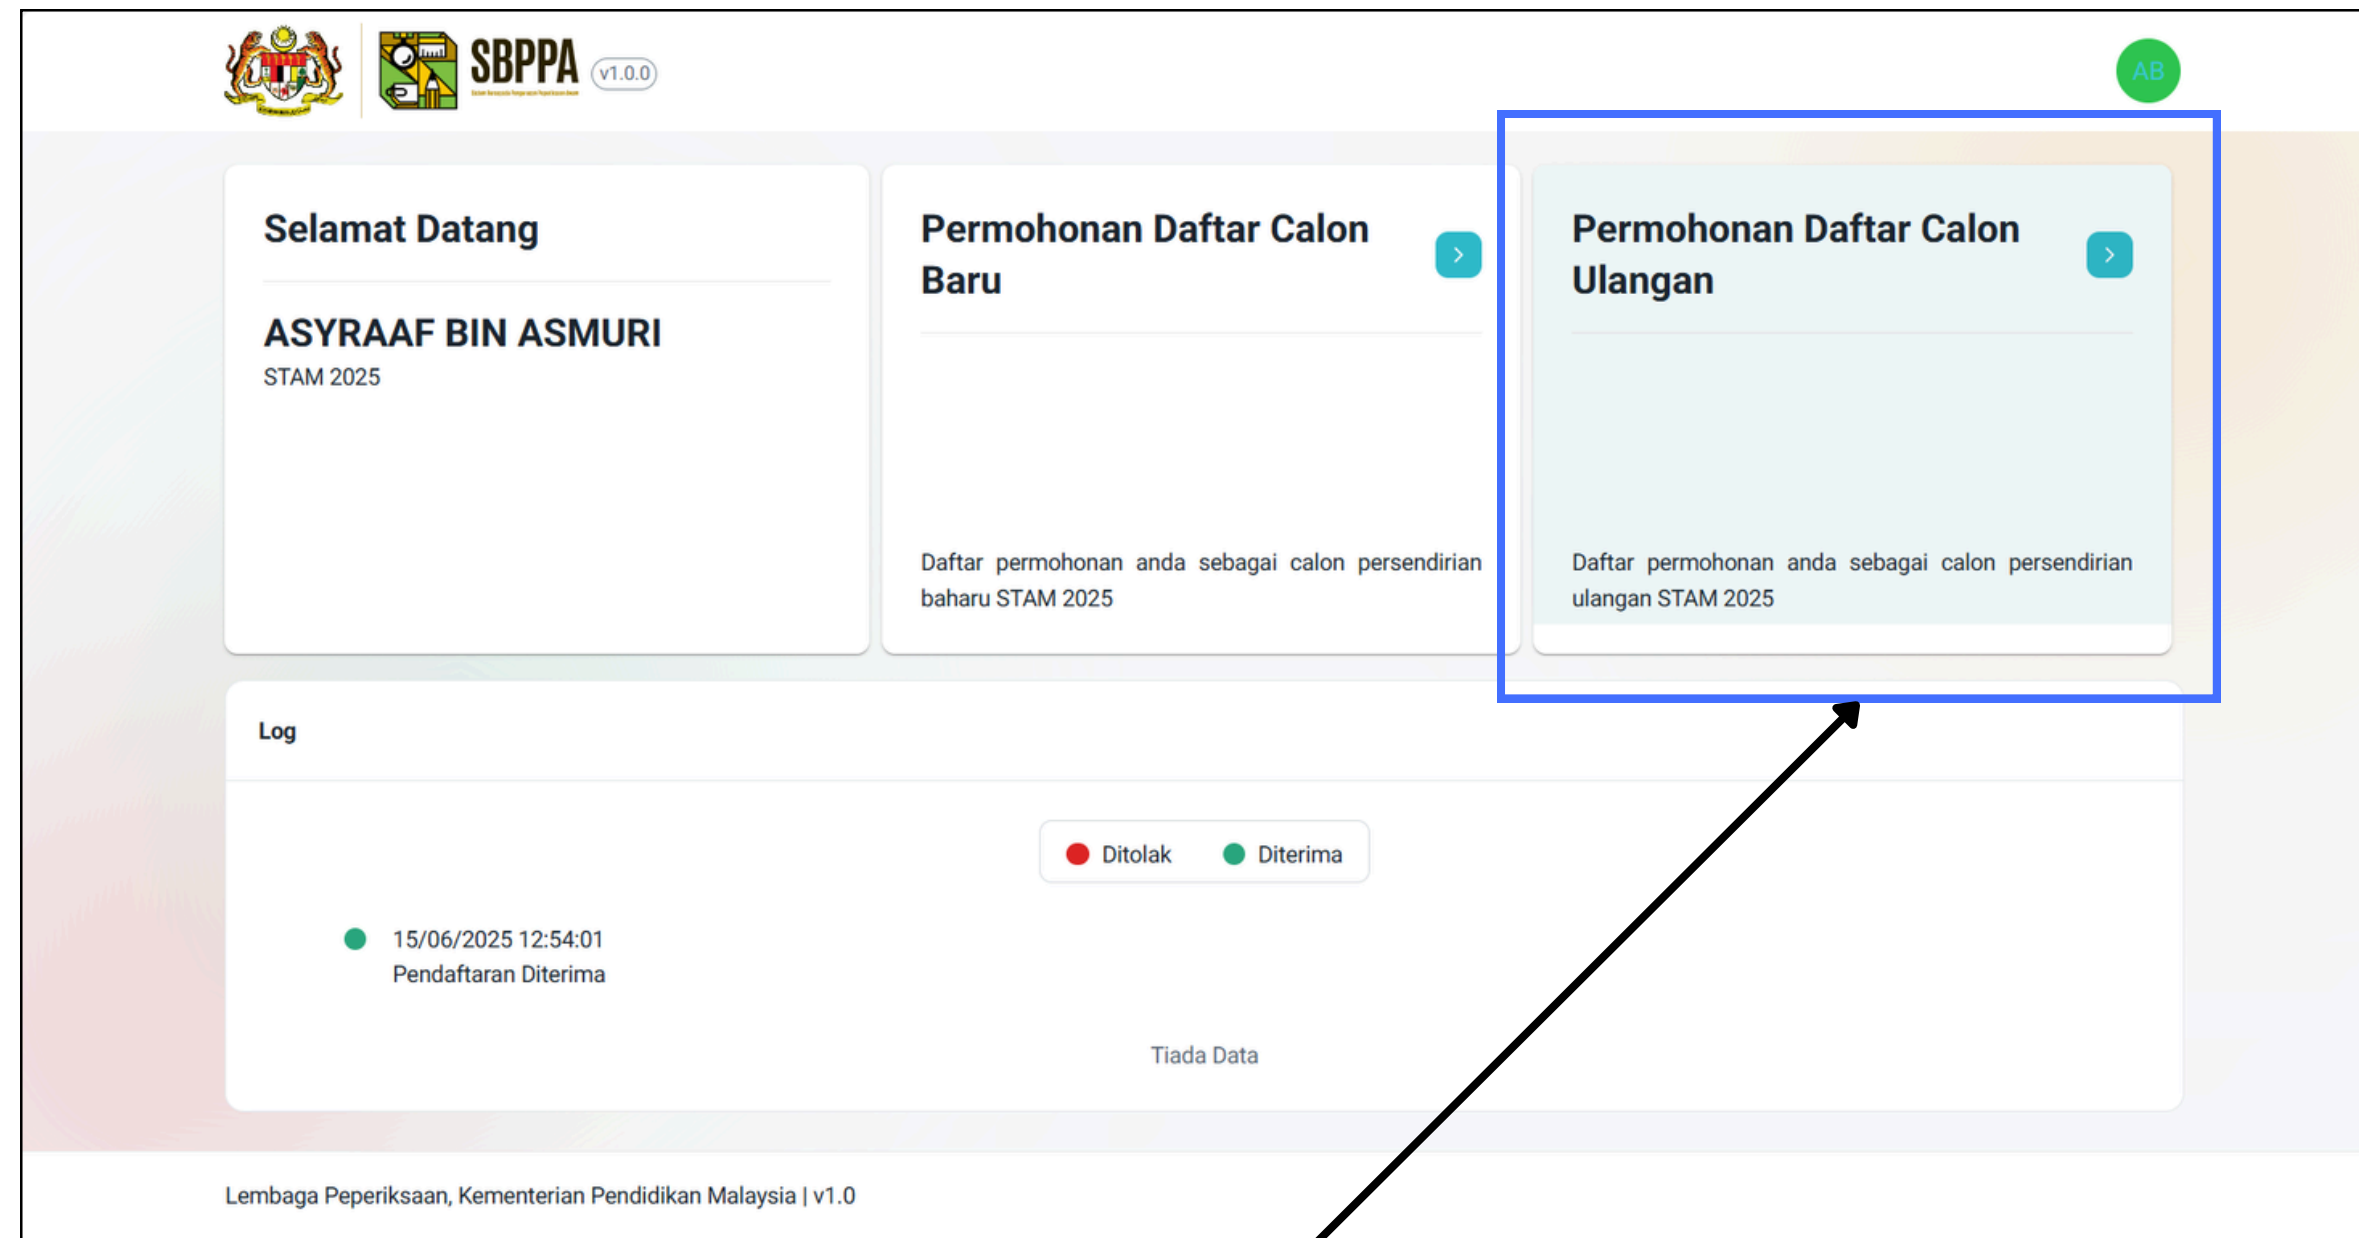 SBPPA
v1.0.0
AB
Selamat Datang
ASYRAAF BIN ASMURI
STAM 2025
Permohonan Daftar Calon
Baru
Daftar permohonan anda sebagai calon persendirian
baharu STAM 2025
Permohonan Daftar Calon
Ulangan
Daftar permohonan anda sebagai calon persendirian
ulangan STAM 2025
Log
Ditolak
Diterima
15/06/2025 12:54:01
Pendaftaran Diterima
Tiada Data
Lembaga Peperiksaan, Kementerian Pendidikan Malaysia | v1.0